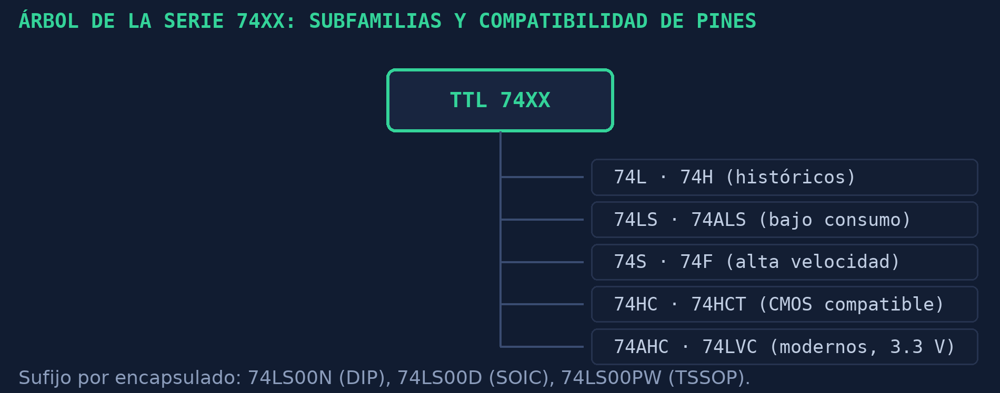 ÁRBOL DE LA SERIE 74XX: SUBFAMILIAS Y COMPATIBILIDAD DE PINES
TTL 74XX
74L · 74H (históricos)
74LS · 74ALS (bajo consumo)
74S · 74F (alta velocidad)
74HC · 74HCT (CMOS compatible)
74AHC · 74LVC (modernos, 3.3 V)
Sufijo por encapsulado: 74LS00N (DIP), 74LS00D (SOIC), 74LS00PW (TSSOP).